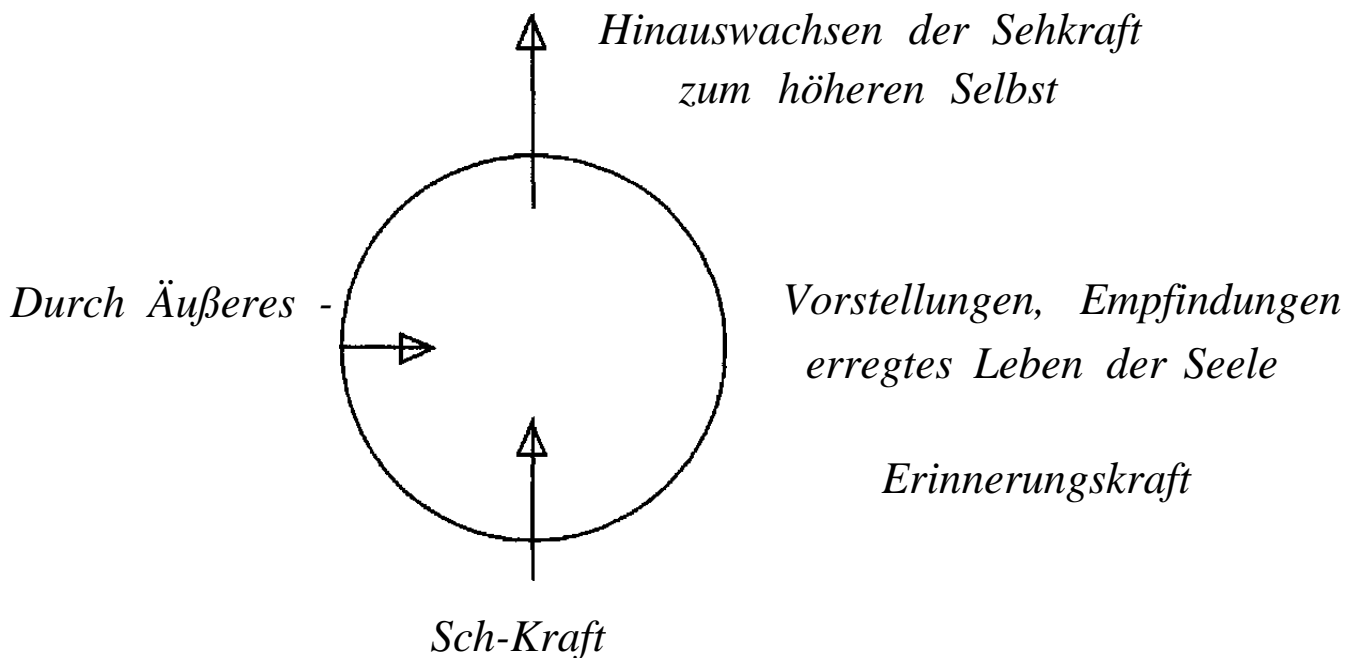 Hinauswachsen der Sehkraft
zum höheren Selbst
Durch Äußeres -
Vorstellungen, Empfindungen
erregtes Leben der Seele
Erinnerungskraft
Sch-Kraft